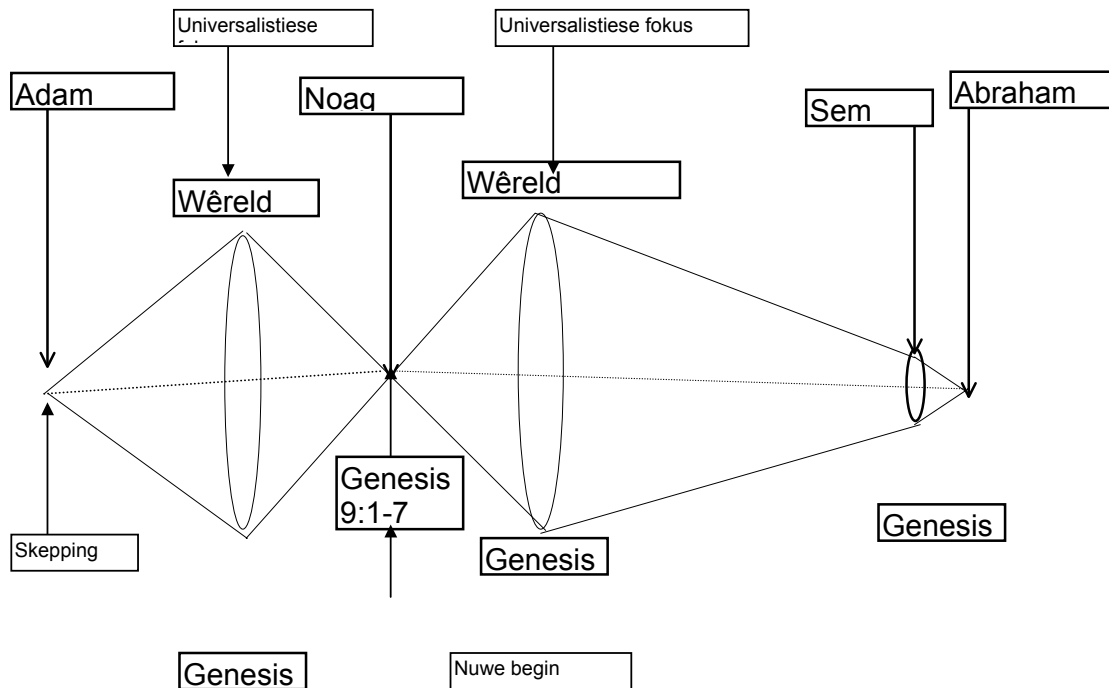 Universalistiese
Universalistiese fokus
Adam
Noag
Sem
Abraham
Wêreld
Wêreld
Genesis
9:1-7
Skepping
Genesis
Genesis
Genesis
Nuwe begin